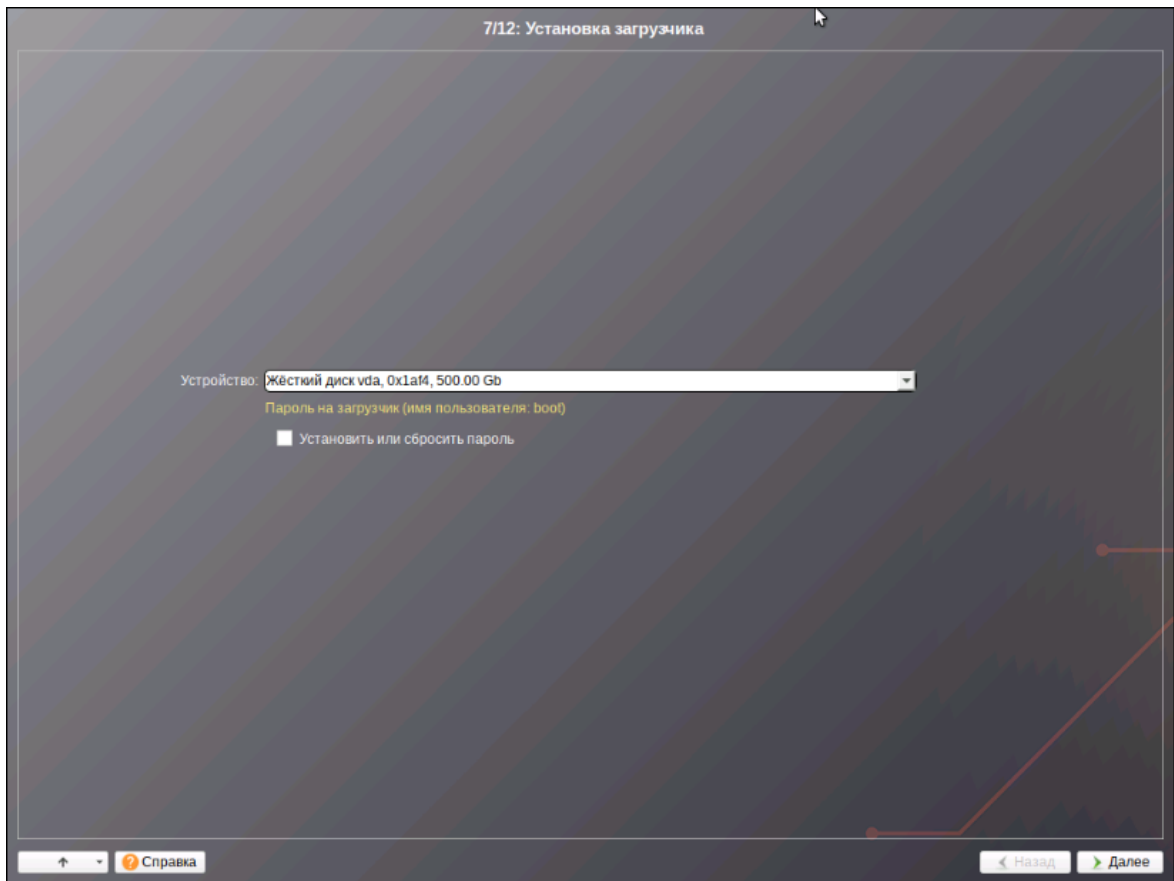 7/12: Установка загрузчика
Устройство: Жёсткий диск vda, 0x1af4, 500.00 Gb
Пароль на загрузчик (имя пользователя: boot)
Установить или сбросить пароль
Справка
Назад
Далее